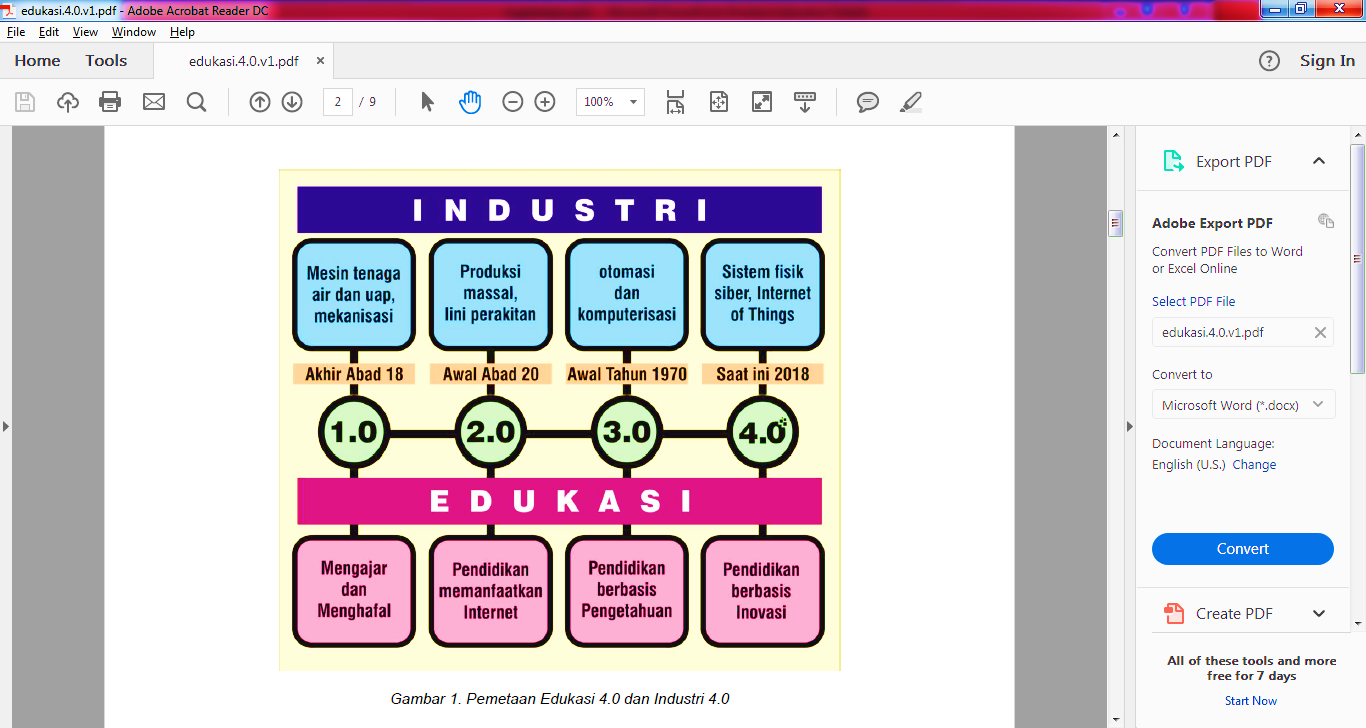 edukasi.4.0.v1.pdf - Adobe Acrobat Reader DC
File Edit View Window Help
Home Tools edukasi.4.0.v1.pdf × ? Sign In
2 / 9 100%
INDUSTRI
Mesin tenaga
air dan uap,
mekanisasi
Produksi
massal,
lini perakitan
otomasi
dan
komputerisasi
Sistem fisik
siber, Internet
of Things
Akhir Abad 18
Awal Abad 20
Awal Tahun 1970
Saat ini 2018
1.0
2.0
3.0
4.0
EDUKASI
Mengajar
dan
Menghafal
Pendidikan
memanfaatkan
Internet
Pendidikan
berbasis
Pengetahuan
Pendidikan
berbasis
Inovasi
Gambar 1. Pemetaan Edukasi 4.0 dan Industri 4.0
Export PDF
Adobe Export PDF
Convert PDF Files to Word
or Excel Online
Select PDF File
edukasi.4.0.v1.pdf
Convert to
Microsoft Word (*.docx)
Document Language:
English (U.S.) Change
Convert
Create PDF
All of these tools and more
free for 7 days
Start Now